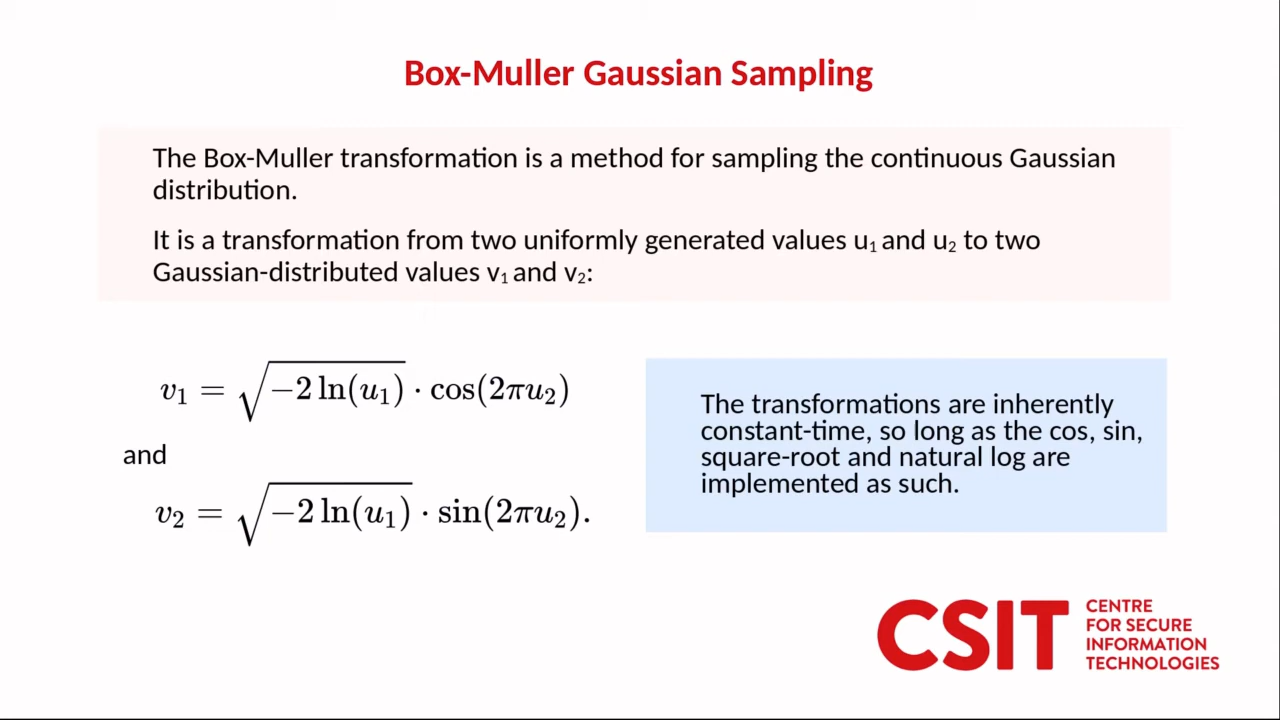 Box-Muller Gaussian Sampling
The Box-Muller transformation is a method for sampling the continuous Gaussian
distribution.
It is a transformation from two uniformly generated values u₁ and u₂ to two
Gaussian-distributed values v₁ and v₂:
v₁ = √(−2 ln(u₁)) · cos(2πu₂)
and
v₂ = √(−2 ln(u₁)) · sin(2πu₂).
The transformations are inherently
constant-time, so long as the cos, sin,
square-root and natural log are
implemented as such.
CSIT
CENTRE
FOR SECURE
INFORMATION
TECHNOLOGIES